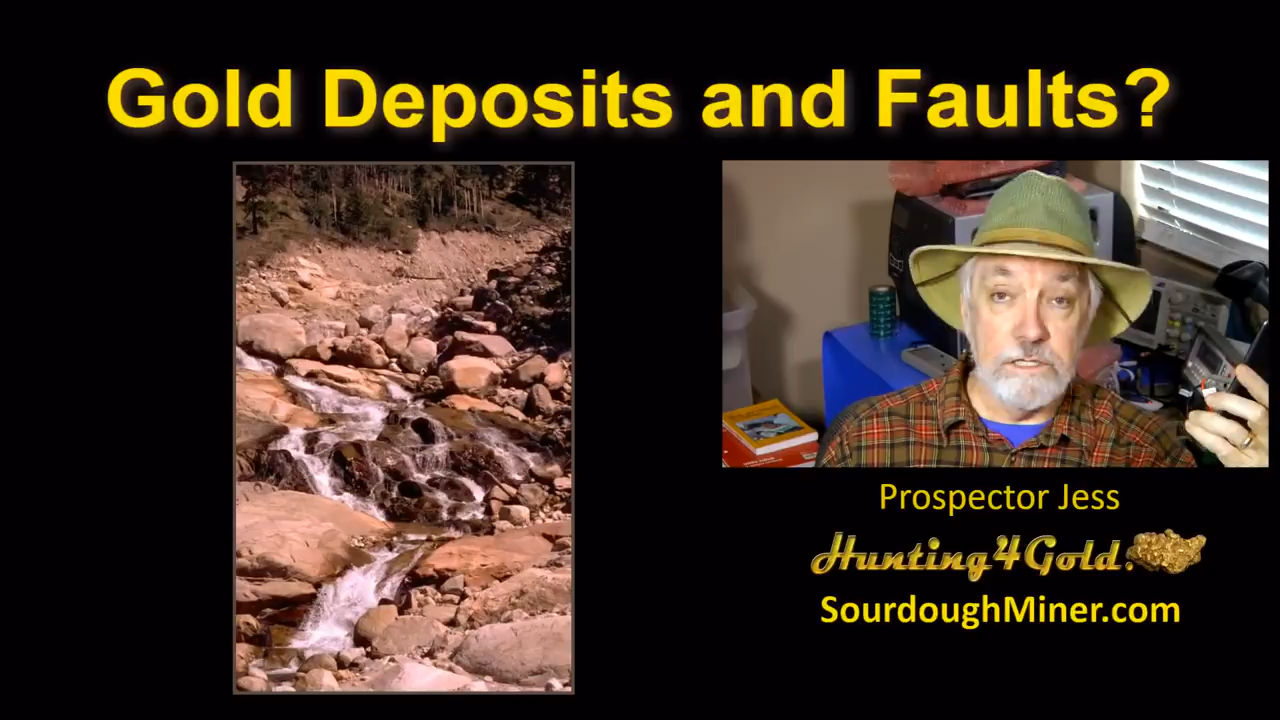 Gold Deposits and Faults?
Prospector Jess
Hunting4Gold.
SourdoughMiner.com